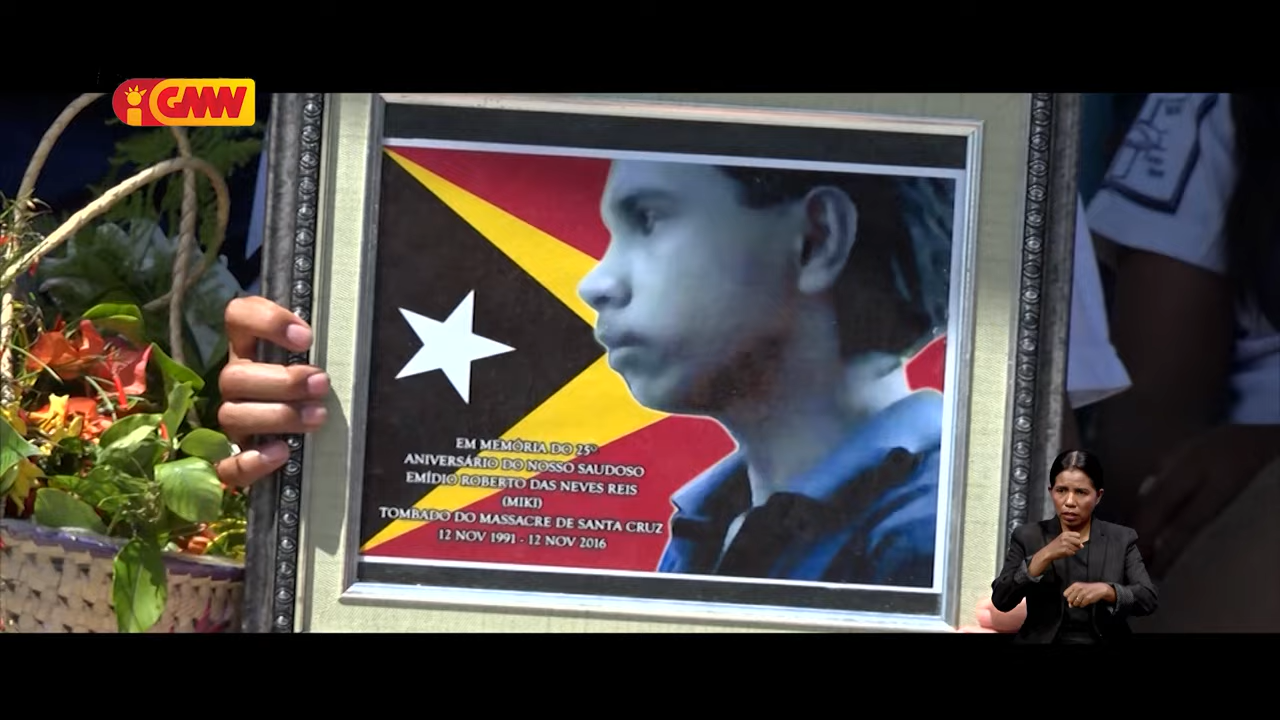 GMW
EM MEMÓRIA DO 25º
ANIVERSÁRIO DO NOSSO SAUDOSO
EMÍDIO ROBERTO DAS NEVES REIS
(MIKI)
TOMBADO DO MASSACRE DE SANTA CRUZ
12 NOV 1991 - 12 NOV 2016